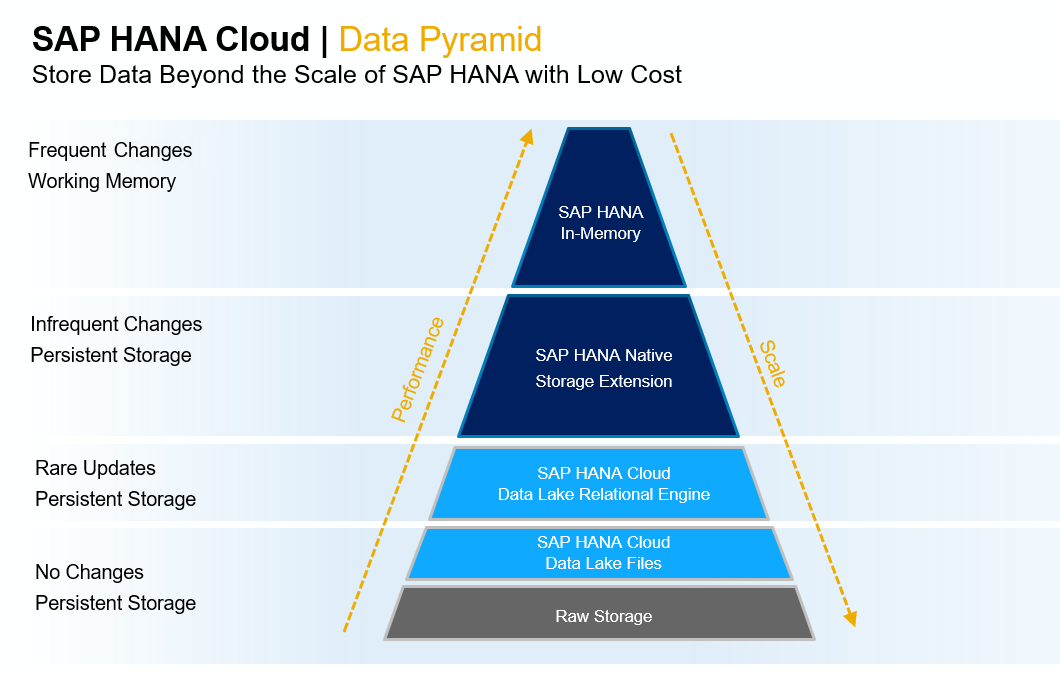 SAP HANA Cloud | Data Pyramid
Store Data Beyond the Scale of SAP HANA with Low Cost
Frequent Changes
Working Memory
SAP HANA
In-Memory
Infrequent Changes
Persistent Storage
Performance
SAP HANA Native
Storage Extension
Scale
Rare Updates
Persistent Storage
SAP HANA Cloud
Data Lake Relational Engine
SAP HANA Cloud
Data Lake Files
No Changes
Persistent Storage
Raw Storage